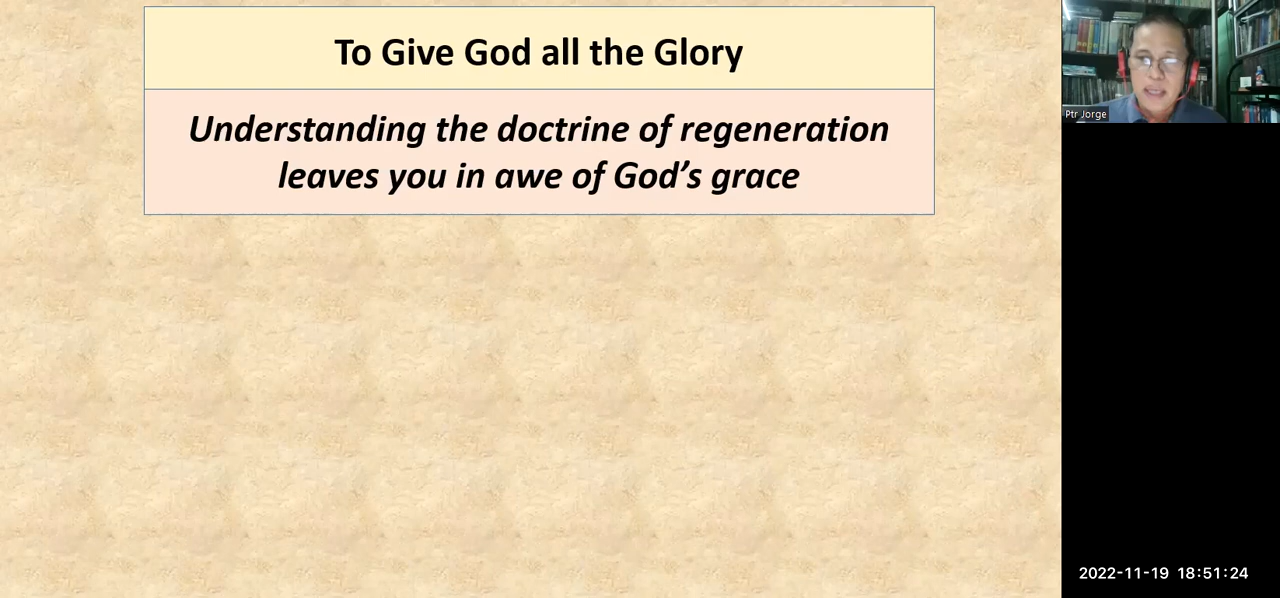 To Give God all the Glory
Understanding the doctrine of regeneration
leaves you in awe of God's grace
Ptr Jorge
2022-11-19 18:51:24